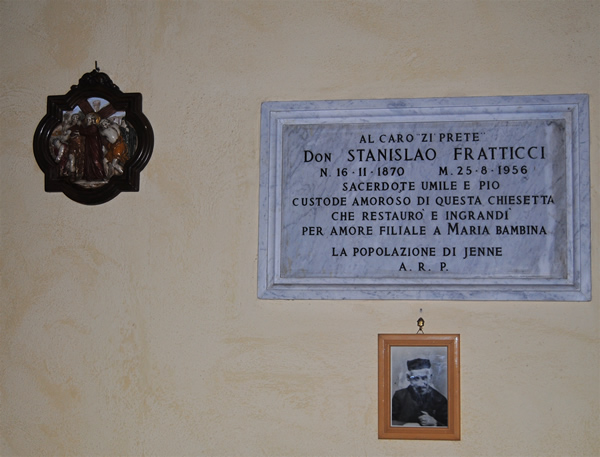 AL CARO "ZI' PRETE"
DON STANISLAO FRATTICCI
N. 16-11-1870 M. 25-8-1956
SACERDOTE UMILE E PIO
CUSTODE AMOROSO DI QUESTA CHIESETTA
CHE RESTAURO' E INGRANDI'
PER AMORE FILIALE A MARIA BAMBINA
LA POPOLAZIONE DI JENNE
A. R. P.